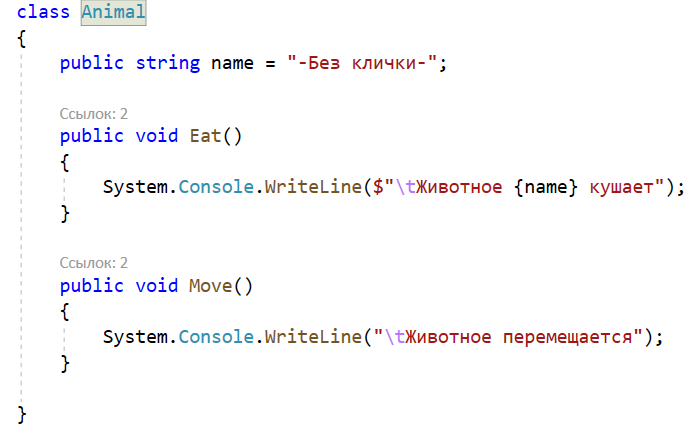 class Animal
{
public string name = "-Без клички-";
Ссылок: 2
public void Eat()
{
System.Console.WriteLine($"\tЖивотное {name} кушает");
}
Ссылок: 2
public void Move()
{
System.Console.WriteLine("\tЖивотное перемещается");
}
}